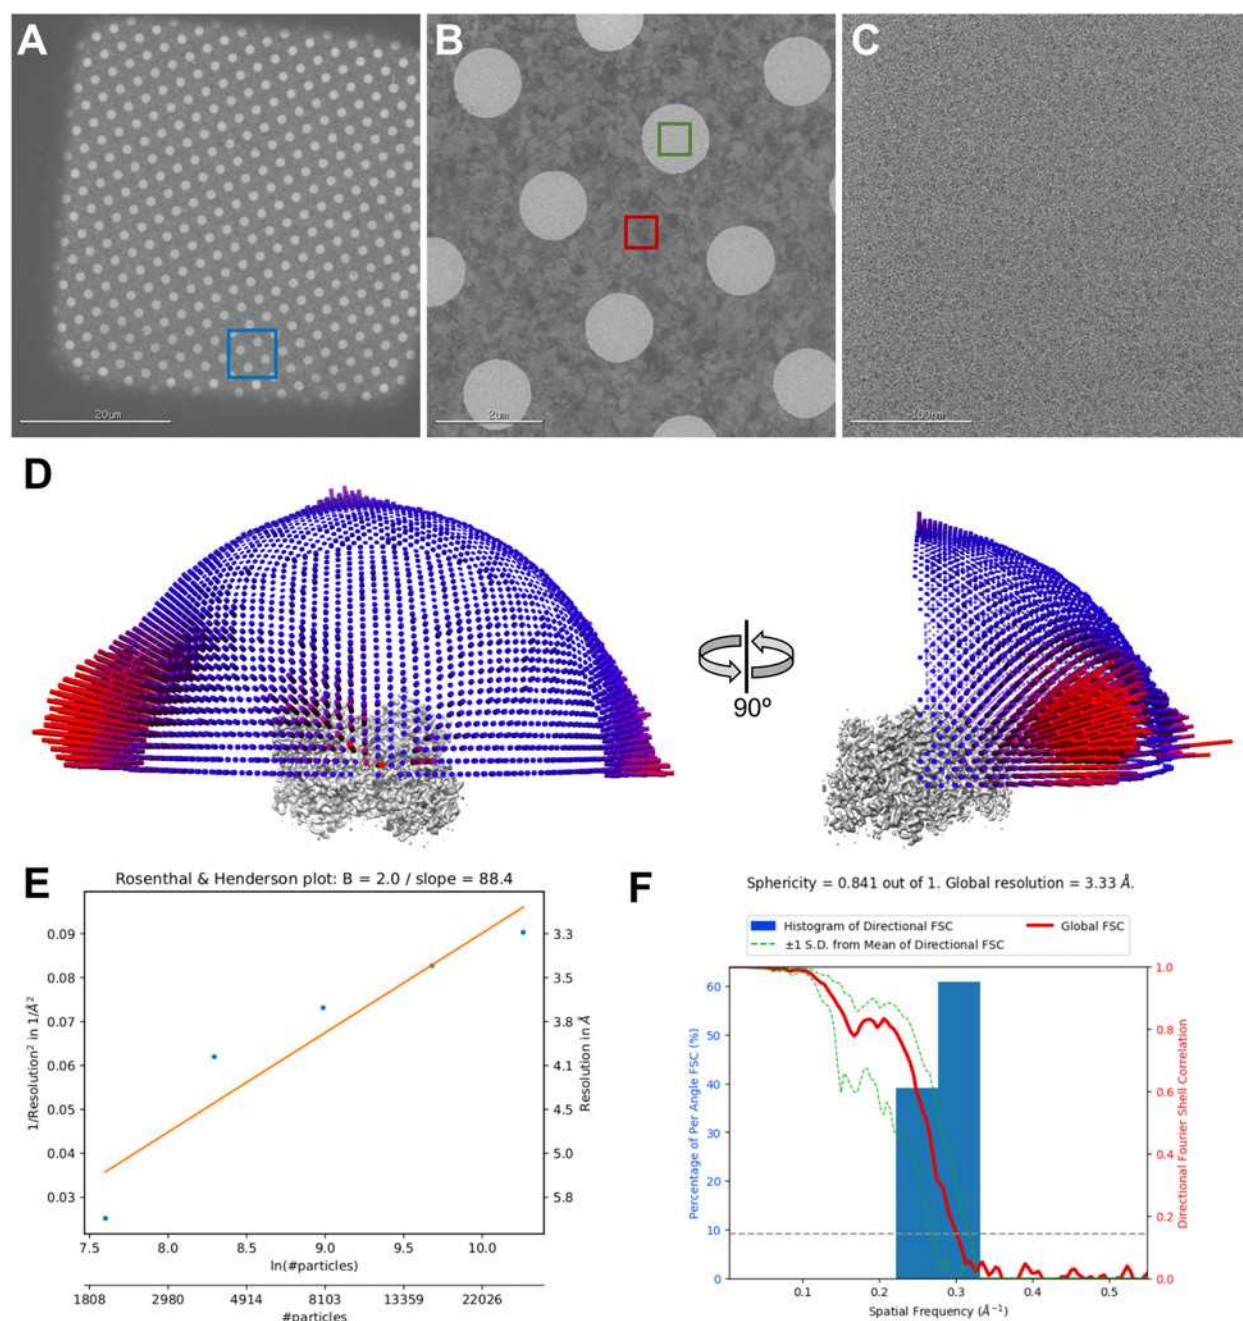 A
B
C
20um
2um
100nm
D
90º
E
Rosenthal & Henderson plot: B = 2.0 / slope = 88.4
1/Resolution² in 1/Å²
0.09
0.08
0.07
0.06
0.05
0.04
0.03
3.3
3.5
3.8
4.1
4.5
5.0
5.8
Resolution in Å
7.5 8.0 8.5 9.0 9.5 10.0
ln(#particles)
1808 2980 4914 8103 13359 22026
#particles
F
Sphericity = 0.841 out of 1. Global resolution = 3.33 Å.
Histogram of Directional FSC
Global FSC
±1 S.D. from Mean of Directional FSC
Percentage of Per Angle FSC (%)
60
50
40
30
20
10
0
1.0
0.8
0.6
0.4
0.2
0.0
Directional Fourier Shell Correlation
0.1 0.2 0.3 0.4 0.5
Spatial Frequency (Å⁻¹)